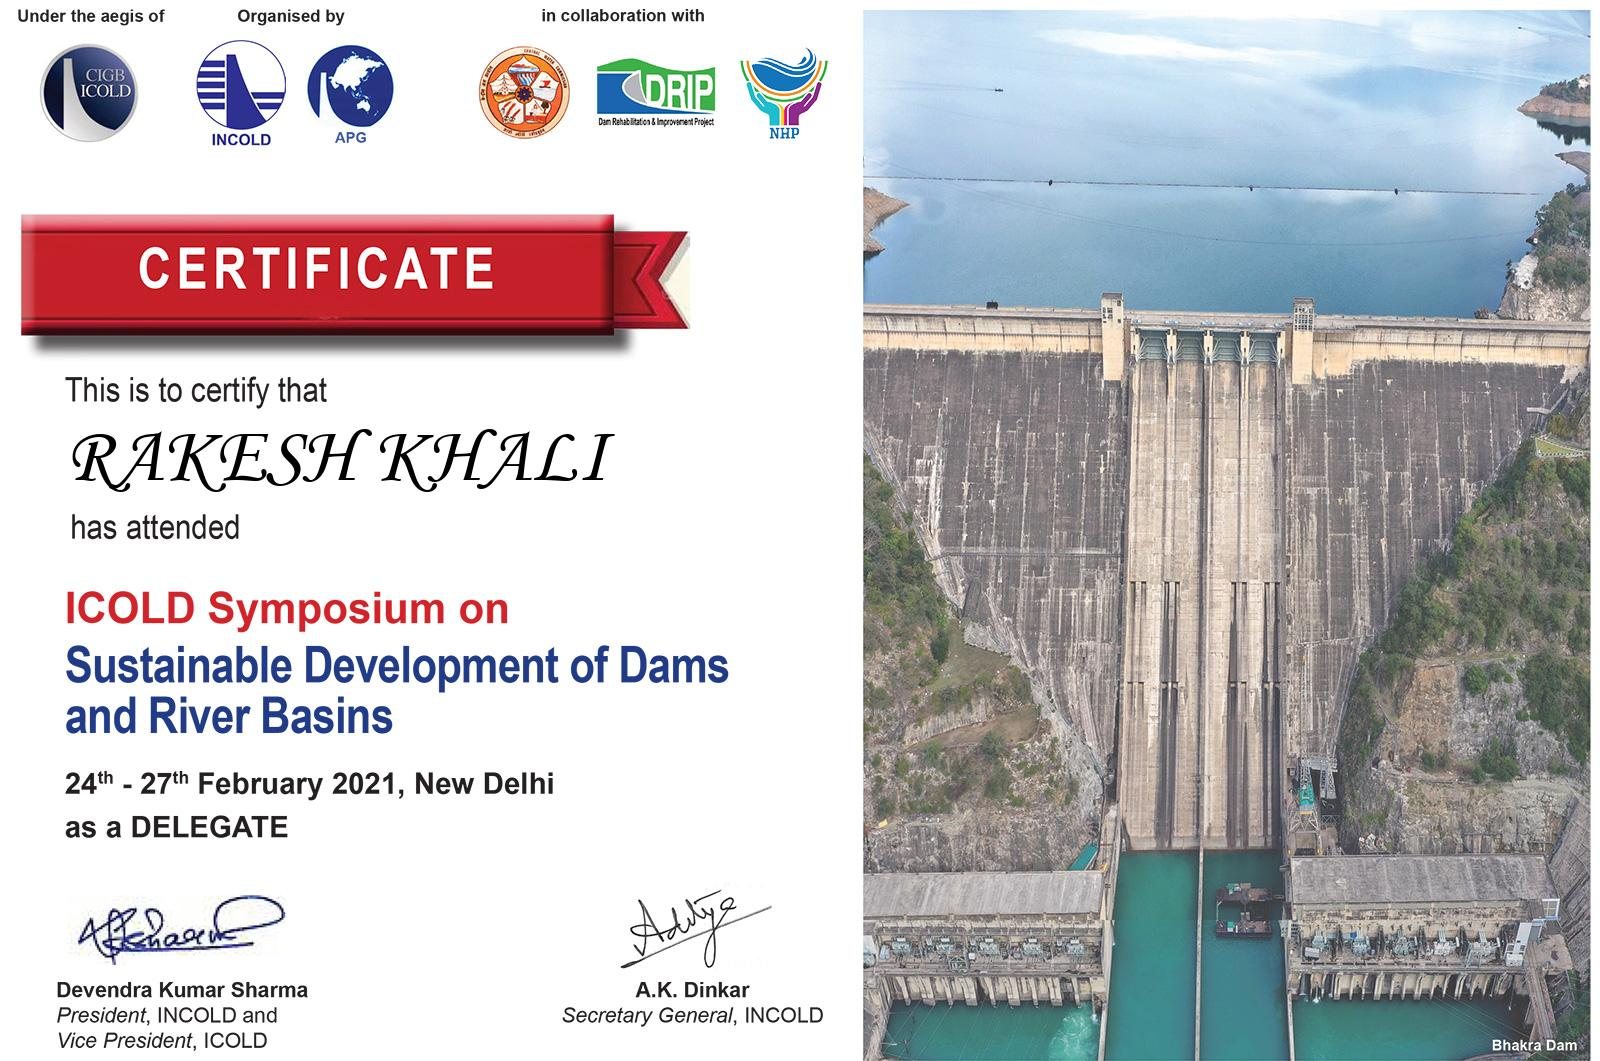 Under the aegis of
Organised by
in collaboration with
CIGB
ICOLD
INCOLD
APG
DRIP
Dam Rehabilitation & Improvement Project
NHP
CERTIFICATE
This is to certify that
RAKESH KHALI
has attended
ICOLD Symposium on
Sustainable Development of Dams
and River Basins
24th - 27th February 2021, New Delhi
as a DELEGATE
Aditya
Devendra Kumar Sharma
President, INCOLD and
Vice President, ICOLD
A.K. Dinkar
Secretary General, INCOLD
Bhakra Dam